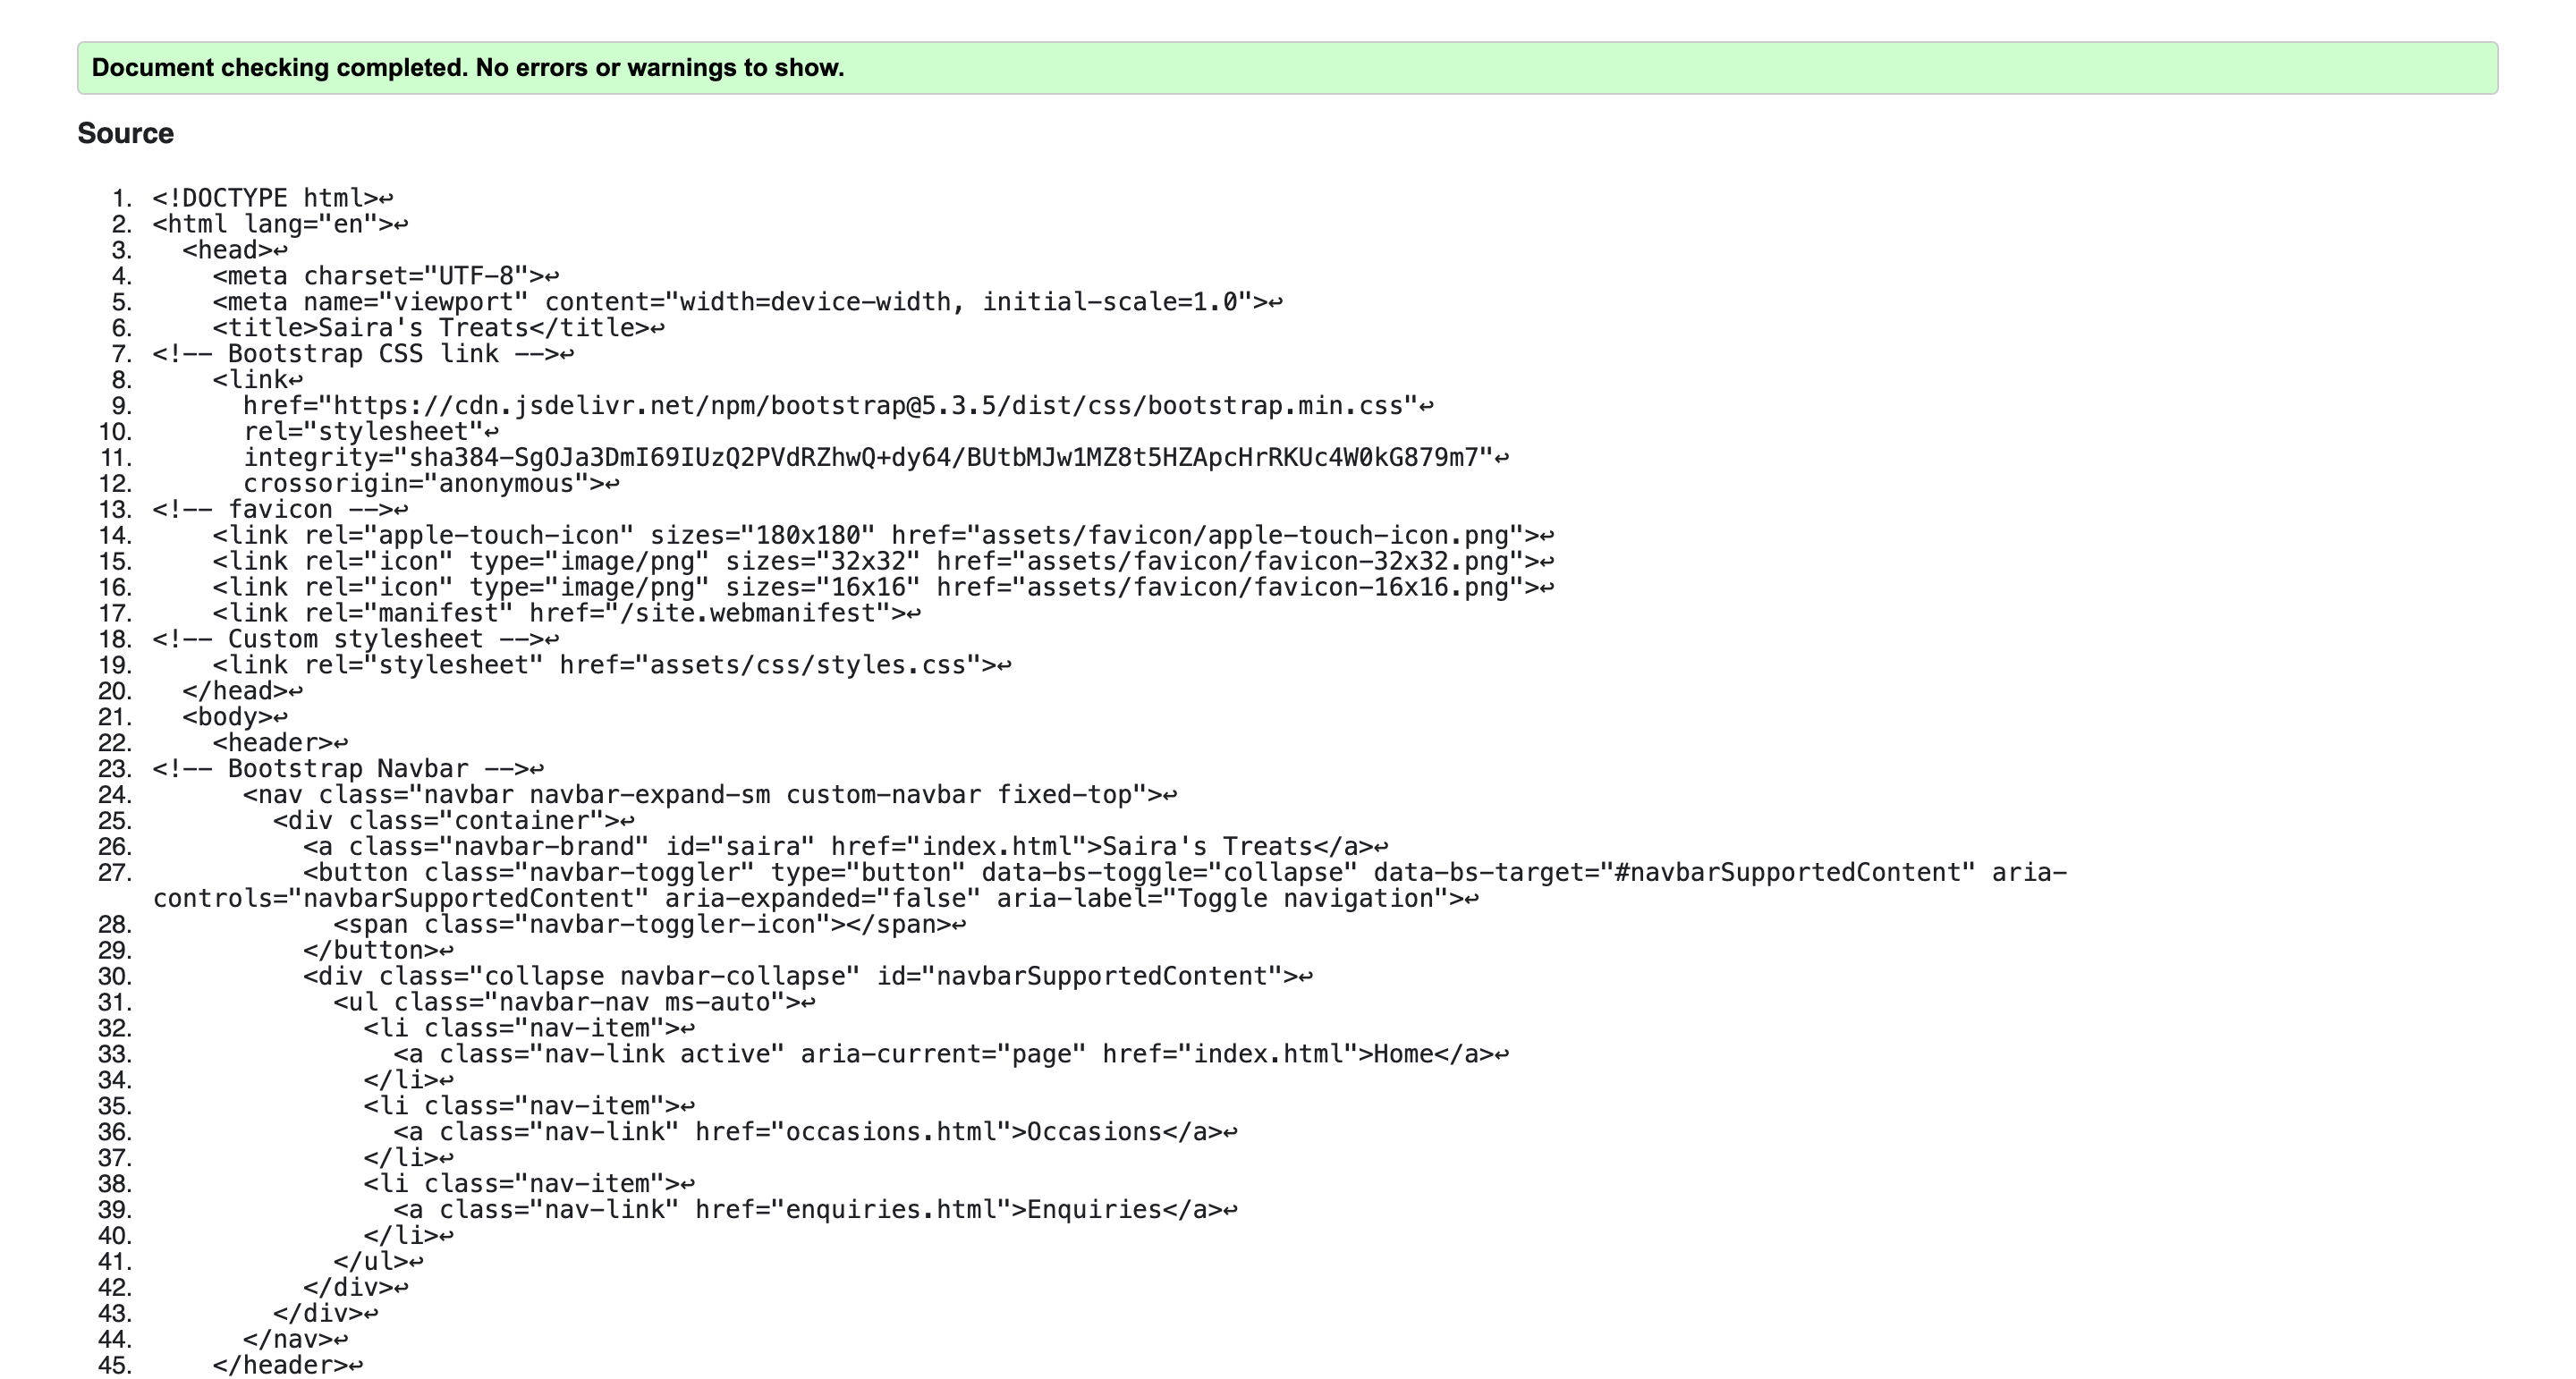 Document checking completed. No errors or warnings to show.
Source
1. <!DOCTYPE html>↩
2. <html lang="en">↩
3.   <head>↩
4.     <meta charset="UTF-8">↩
5.     <meta name="viewport" content="width=device-width, initial-scale=1.0">↩
6.     <title>Saira's Treats</title>↩
7. <!-- Bootstrap CSS link -->↩
8.     <link↩
9.       href="https://cdn.jsdelivr.net/npm/bootstrap@5.3.5/dist/css/bootstrap.min.css"↩
10.       rel="stylesheet"↩
11.       integrity="sha384-SgOJa3DmI69IUzQ2PVdRZhwQ+dy64/BUtbMJw1MZ8t5HZApcHrRKUc4W0kG879m7"↩
12.       crossorigin="anonymous">↩
13. <!-- favicon -->↩
14.     <link rel="apple-touch-icon" sizes="180x180" href="assets/favicon/apple-touch-icon.png">↩
15.     <link rel="icon" type="image/png" sizes="32x32" href="assets/favicon/favicon-32x32.png">↩
16.     <link rel="icon" type="image/png" sizes="16x16" href="assets/favicon/favicon-16x16.png">↩
17.     <link rel="manifest" href="/site.webmanifest">↩
18. <!-- Custom stylesheet -->↩
19.     <link rel="stylesheet" href="assets/css/styles.css">↩
20.   </head>↩
21.   <body>↩
22.     <header>↩
23. <!-- Bootstrap Navbar -->↩
24.       <nav class="navbar navbar-expand-sm custom-navbar fixed-top">↩
25.         <div class="container">↩
26.           <a class="navbar-brand" id="saira" href="index.html">Saira's Treats</a>↩
27.           <button class="navbar-toggler" type="button" data-bs-toggle="collapse" data-bs-target="#navbarSupportedContent" aria-
controls="navbarSupportedContent" aria-expanded="false" aria-label="Toggle navigation">↩
28.             <span class="navbar-toggler-icon"></span>↩
29.           </button>↩
30.           <div class="collapse navbar-collapse" id="navbarSupportedContent">↩
31.             <ul class="navbar-nav ms-auto">↩
32.               <li class="nav-item">↩
33.                 <a class="nav-link active" aria-current="page" href="index.html">Home</a>↩
34.               </li>↩
35.               <li class="nav-item">↩
36.                 <a class="nav-link" href="occasions.html">Occasions</a>↩
37.               </li>↩
38.               <li class="nav-item">↩
39.                 <a class="nav-link" href="enquiries.html">Enquiries</a>↩
40.               </li>↩
41.             </ul>↩
42.           </div>↩
43.         </div>↩
44.       </nav>↩
45.     </header>↩